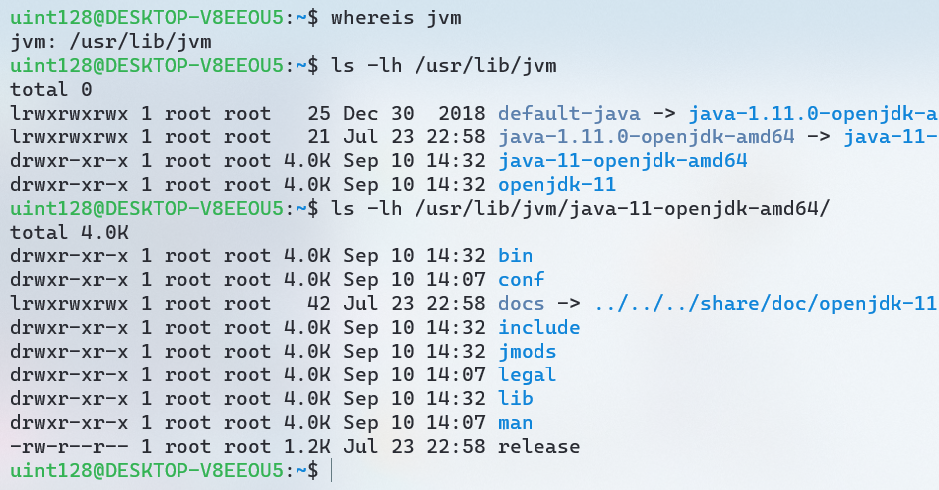 uint128@DESKTOP-V8EEOU5:~$ whereis jvm
jvm: /usr/lib/jvm
uint128@DESKTOP-V8EEOU5:~$ ls -lh /usr/lib/jvm
total 0
lrwxrwxrwx 1 root root   25 Dec 30  2018 default-java -> java-1.11.0-openjdk-a
lrwxrwxrwx 1 root root   21 Jul 23 22:58 java-1.11.0-openjdk-amd64 -> java-11-
drwxr-xr-x 1 root root 4.0K Sep 10 14:32 java-11-openjdk-amd64
drwxr-xr-x 1 root root 4.0K Sep 10 14:32 openjdk-11
uint128@DESKTOP-V8EEOU5:~$ ls -lh /usr/lib/jvm/java-11-openjdk-amd64/
total 4.0K
drwxr-xr-x 1 root root 4.0K Sep 10 14:32 bin
drwxr-xr-x 1 root root 4.0K Sep 10 14:07 conf
lrwxrwxrwx 1 root root   42 Jul 23 22:58 docs -> ../../../share/doc/openjdk-11
drwxr-xr-x 1 root root 4.0K Sep 10 14:32 include
drwxr-xr-x 1 root root 4.0K Sep 10 14:32 jmods
drwxr-xr-x 1 root root 4.0K Sep 10 14:07 legal
drwxr-xr-x 1 root root 4.0K Sep 10 14:32 lib
drwxr-xr-x 1 root root 4.0K Sep 10 14:07 man
-rw-r--r-- 1 root root 1.2K Jul 23 22:58 release
uint128@DESKTOP-V8EEOU5:~$